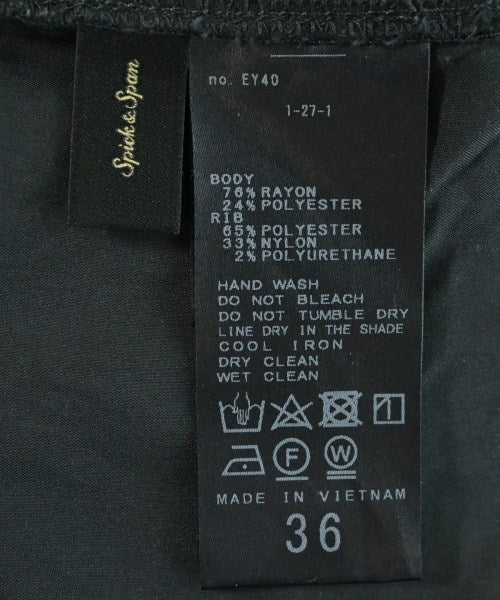 Spick & Span
no. EY40
1-27-1
BODY
76% RAYON
24% POLYESTER
RIB
65% POLYESTER
33% NYLON
2% POLYURETHANE
HAND WASH
DO NOT BLEACH
DO NOT TUMBLE DRY
LINE DRY IN THE SHADE
COOL IRON
DRY CLEAN
WET CLEAN
F W
MADE IN VIETNAM
36